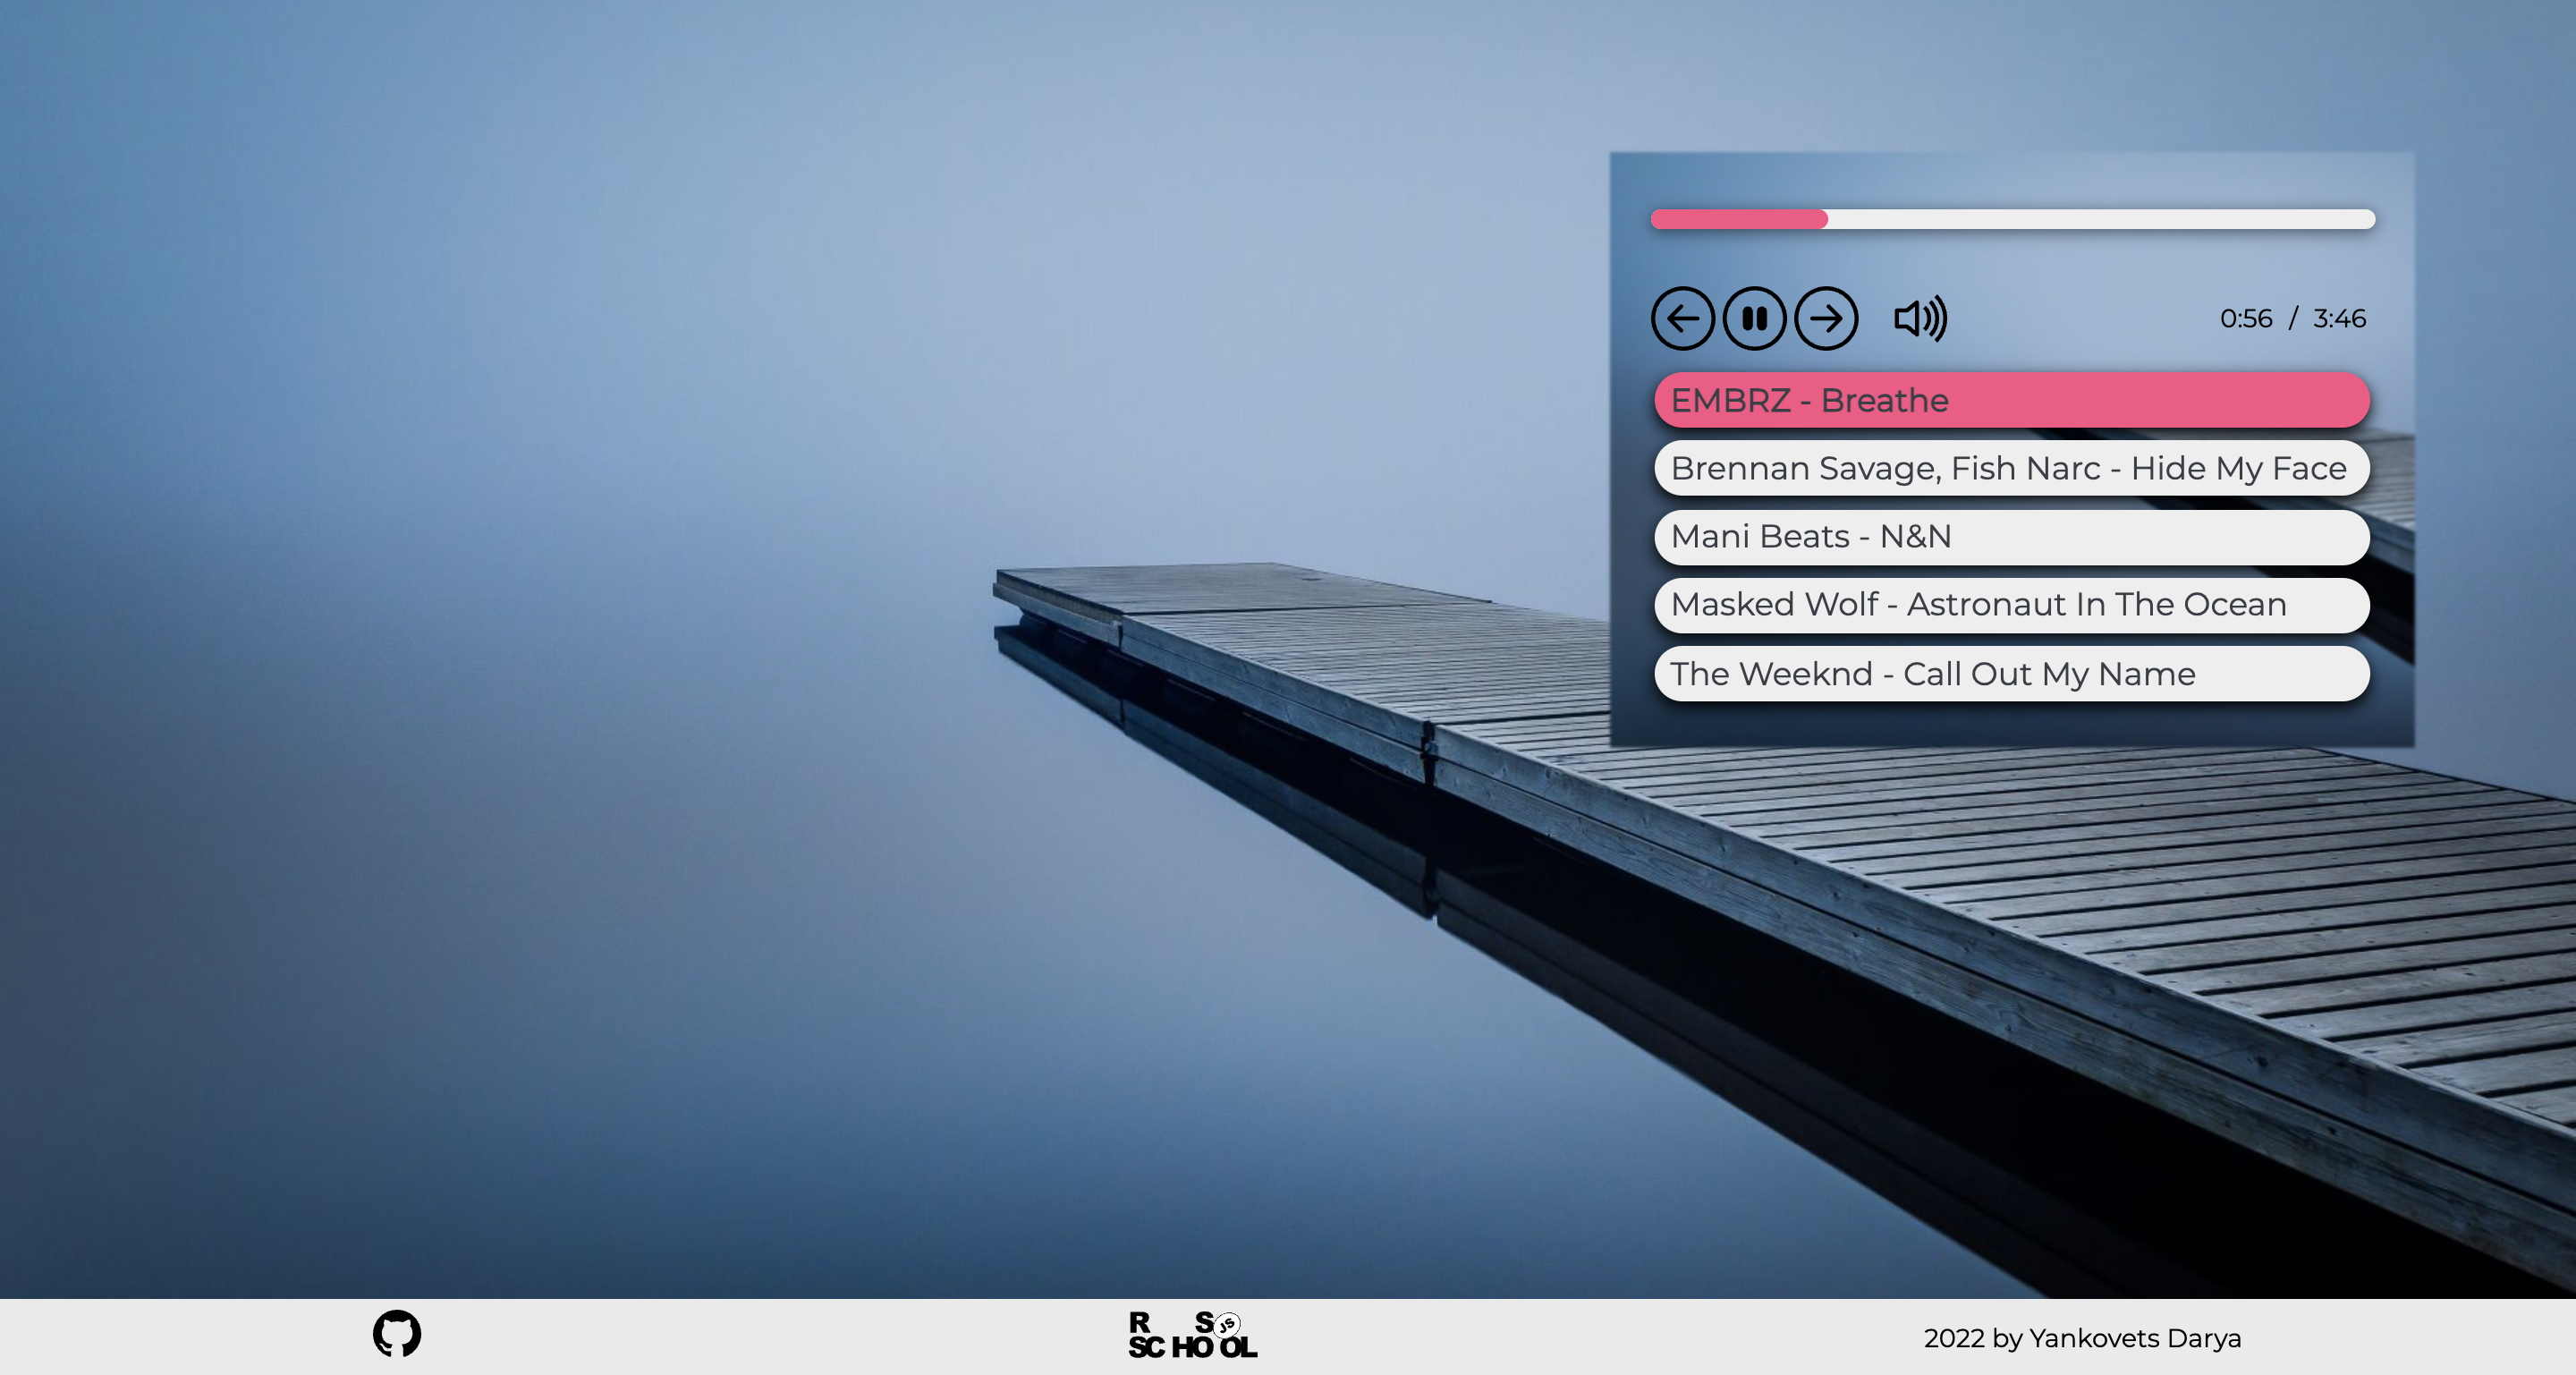 0:56 / 3:46
EMBRZ - Breathe
Brennan Savage, Fish Narc - Hide My Face
Mani Beats - N&N
Masked Wolf - Astronaut In The Ocean
The Weeknd - Call Out My Name
R S JS
SCHOOL
2022 by Yankovets Darya